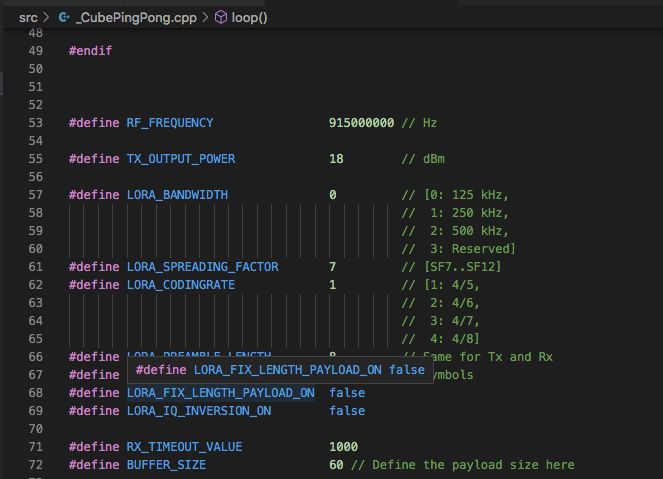 src > _CubePingPong.cpp > loop()
48
49 #endif
50
51
52
53 #define RF_FREQUENCY 915000000 // Hz
54
55 #define TX_OUTPUT_POWER 18 // dBm
56
57 #define LORA_BANDWIDTH 0 // [0: 125 kHz,
58 // 1: 250 kHz,
59 // 2: 500 kHz,
60 // 3: Reserved]
61 #define LORA_SPREADING_FACTOR 7 // [SF7..SF12]
62 #define LORA_CODINGRATE 1 // [1: 4/5,
63 // 2: 4/6,
64 // 3: 4/7,
65 // 4: 4/8]
66 #define LORA_PREAMBLE_LENGTH 8 // Same for Tx and Rx
#define LORA_FIX_LENGTH_PAYLOAD_ON false
67 #define ymbols
68 #define LORA_FIX_LENGTH_PAYLOAD_ON false
69 #define LORA_IQ_INVERSION_ON false
70
71 #define RX_TIMEOUT_VALUE 1000
72 #define BUFFER_SIZE 60 // Define the payload size here